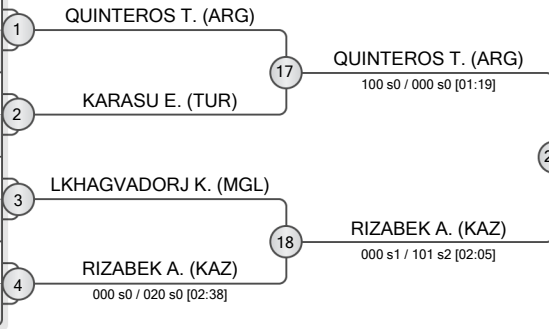 QUINTEROS T. (ARG)
1
17
QUINTEROS T. (ARG)
100 s0 / 000 s0 [01:19]
KARASU E. (TUR)
2
LKHAGVADORJ K. (MGL)
3
18
RIZABEK A. (KAZ)
000 s1 / 101 s2 [02:05]
RIZABEK A. (KAZ)
4
000 s0 / 020 s0 [02:38]